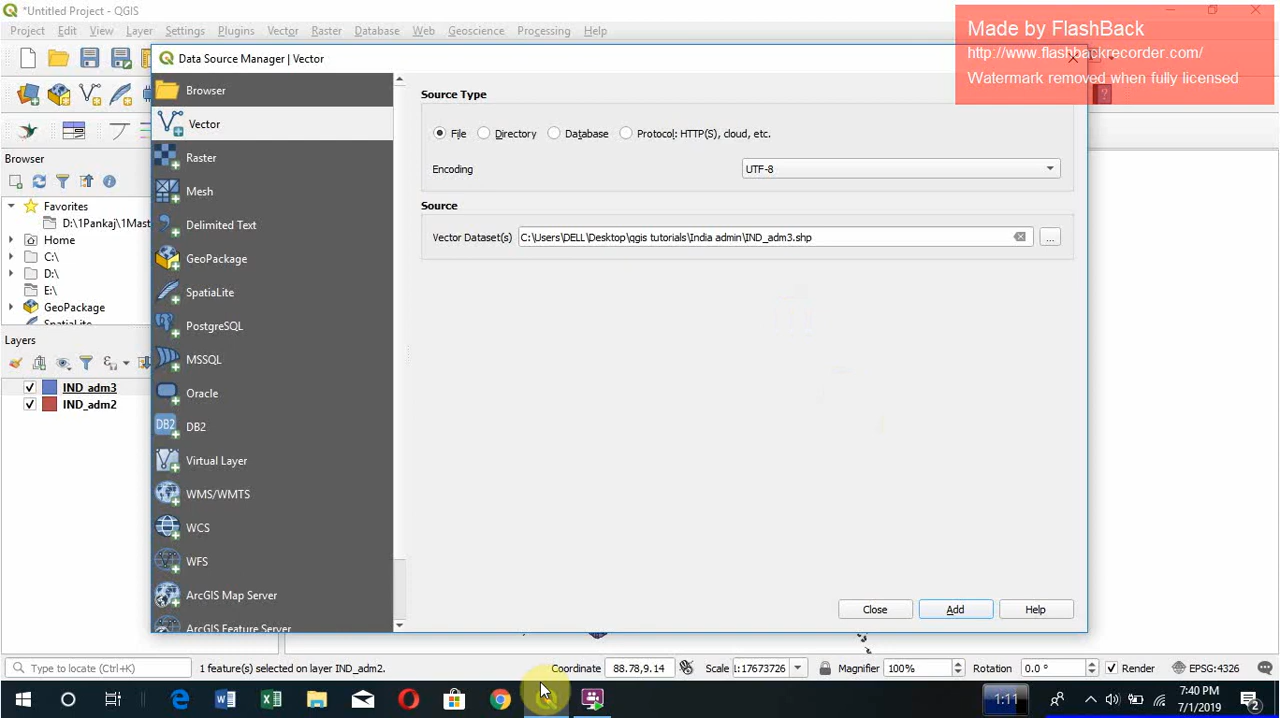 *Untitled Project - QGIS
Project Edit View Layer Settings Plugins Vector Raster Database Web Geoscience Processing Help
Made by FlashBack
http://www.flashbackrecorder.com/
Watermark removed when fully licensed
Data Source Manager | Vector
Browser
Vector
Raster
Mesh
Delimited Text
GeoPackage
SpatiaLite
PostgreSQL
MSSQL
Oracle
DB2
DB2
Virtual Layer
WMS/WMTS
WCS
WFS
ArcGIS Map Server
ArcGIS Feature Server
Source Type
File Directory Database Protocol: HTTP(S), cloud, etc.
Encoding UTF-8
Source
Vector Dataset(s) C:\Users\DELL\Desktop\qgis tutorials\India admin\IND_adm3.shp ...
Close Add Help
Browser
Favorites
D:\1Pankaj\1Mast
Home
C:\
D:\
E:\
GeoPackage
SpatiaLite
Layers
IND_adm3
IND_adm2
Type to locate (Ctrl+K) 1 feature(s) selected on layer IND_adm2. Coordinate 88.78,9.14 Scale 1:17673726 Magnifier 100% Rotation 0.0 ° Render EPSG:4326
1:11
7:40 PM
7/1/2019
2